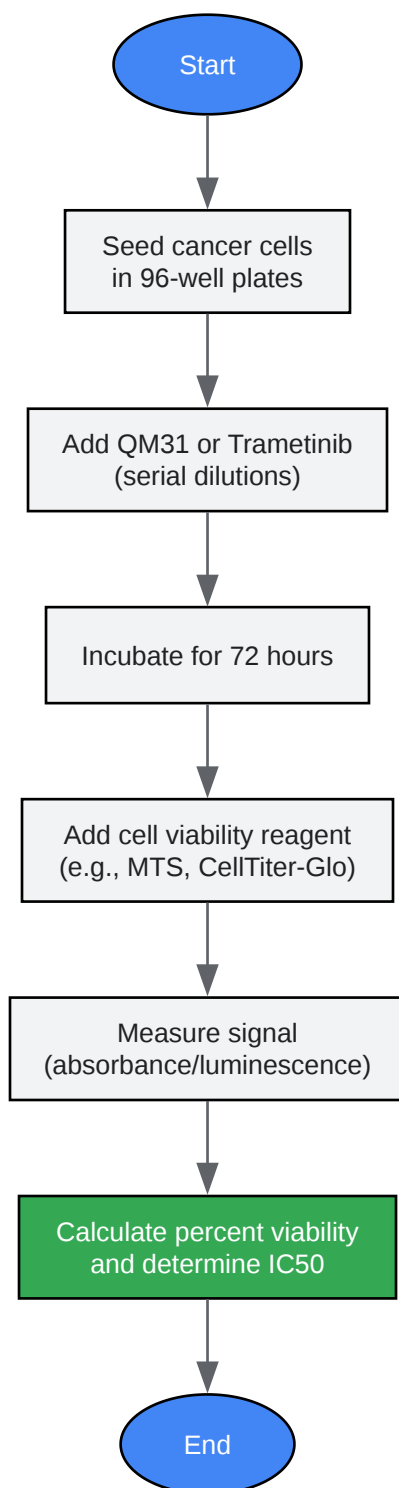 Start
Seed cancer cells
in 96-well plates
Add QM31 or Trametinib
(serial dilutions)
Incubate for 72 hours
Add cell viability reagent
(e.g., MTS, CellTiter-Glo)
Measure signal
(absorbance/luminescence)
Calculate percent viability
and determine IC50
End